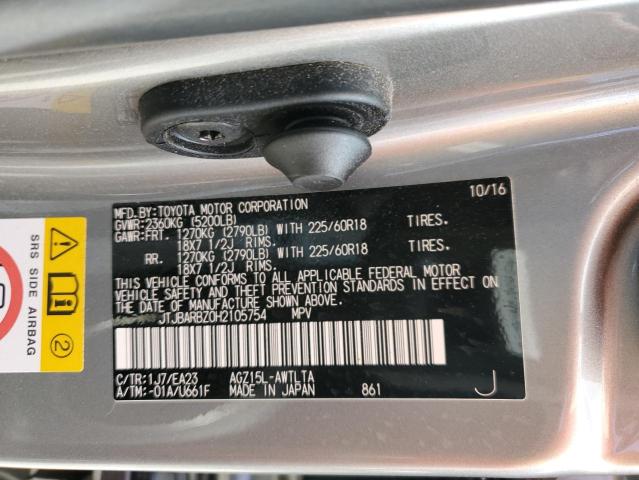 10/16
MFD.BY:TOYOTA MOTOR CORPORATION
GVWR:2360KG (5200LB)
GAWR:FRT. 1270KG (2790LB) WITH 225/60R18 TIRES.
18X7 1/2J RIMS.
RR. 1270KG (2790LB) WITH 225/60R18 TIRES.
18X7 1/2J RIMS.
THIS VEHICLE CONFORMS TO ALL APPLICABLE FEDERAL MOTOR
VEHICLE SAFETY AND THEFT PREVENTION STANDARDS IN EFFECT ON
THE DATE OF MANUFACTURE SHOWN ABOVE.
JTJBARBZ0H2105754 MPV
C/TR:1J7/EA23 AGZ15L-AWTLTA
A/TM:-01A/U661F MADE IN JAPAN 861 J
SRS SIDE AIRBAG
2